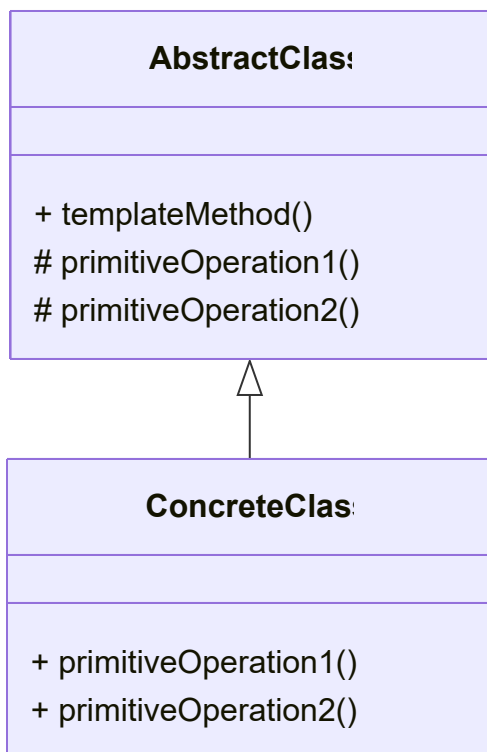 AbstractClas
+ templateMethod()
# primitiveOperation1()
# primitiveOperation2()
ConcreteClas
+ primitiveOperation1()
+ primitiveOperation2()